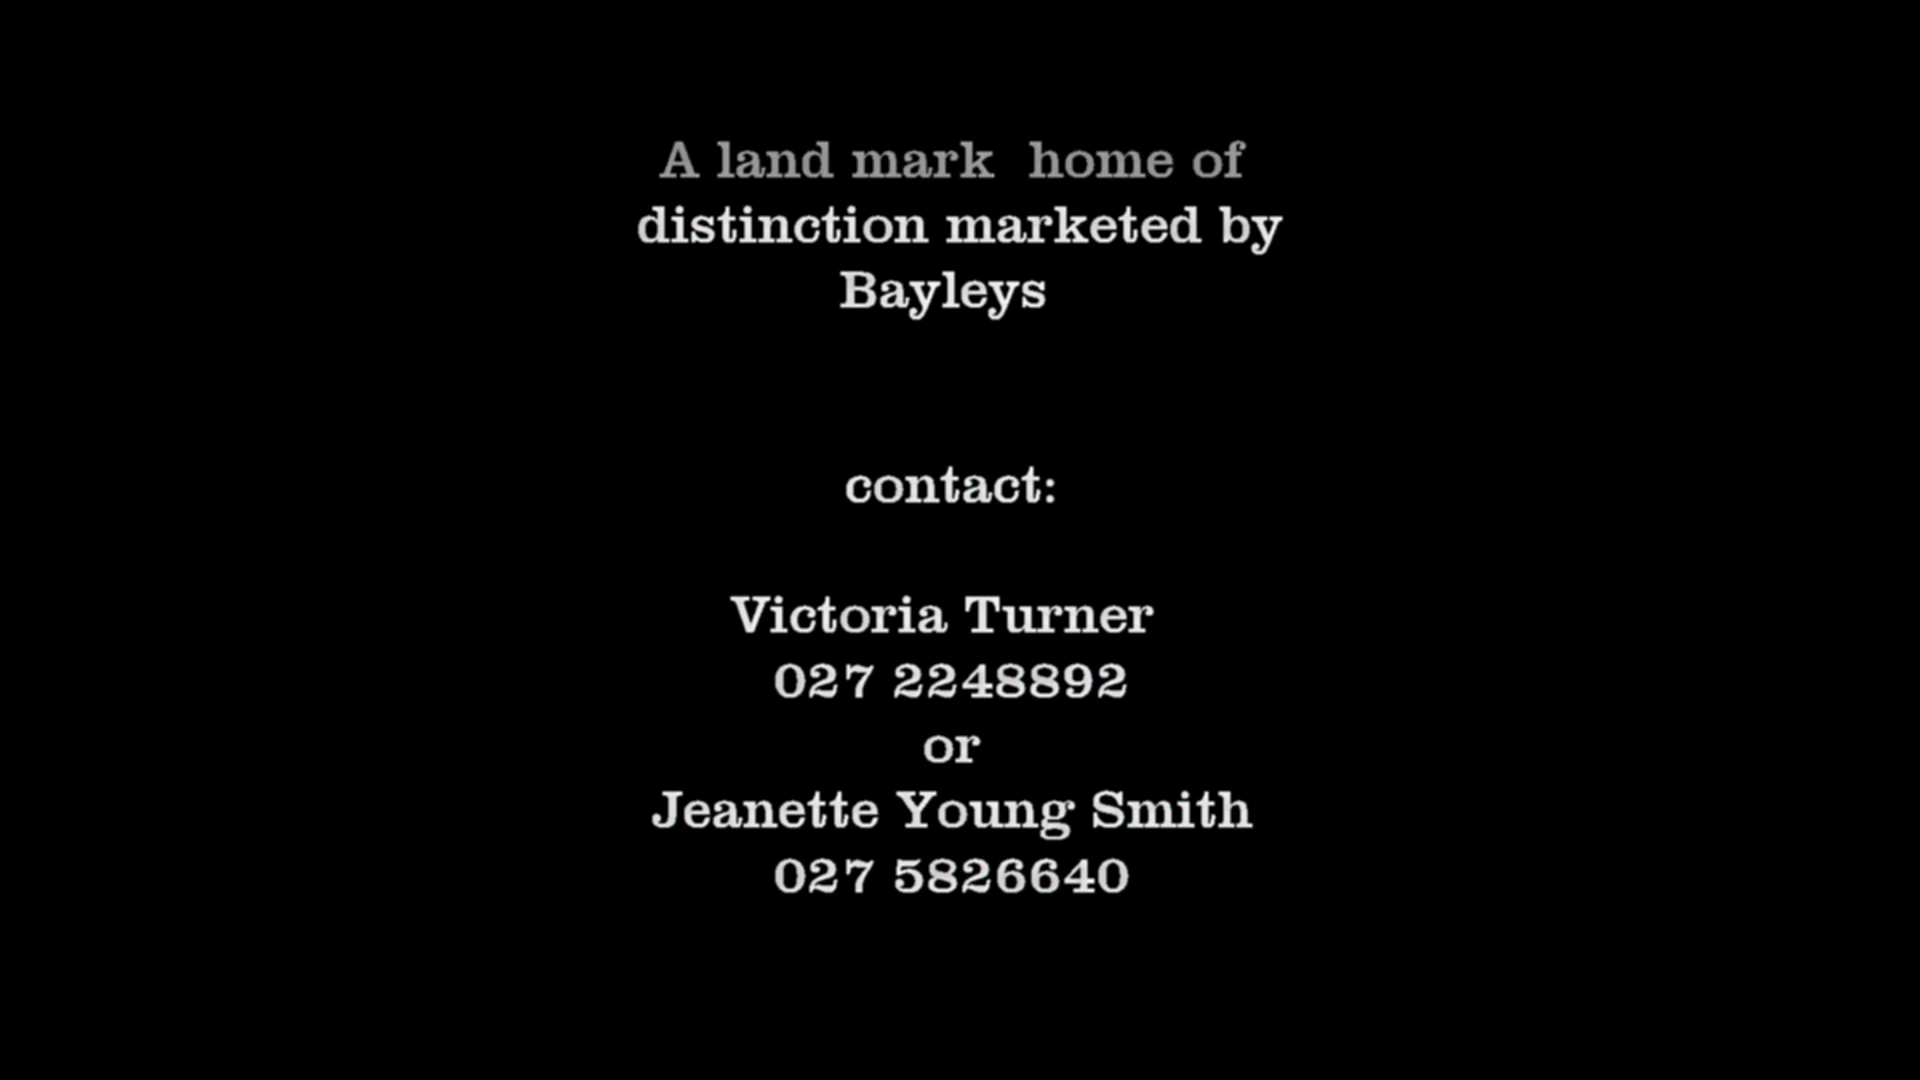 A land mark  home of
distinction marketed by
Bayleys
contact:
Victoria Turner
027 2248892
or
Jeanette Young Smith
027 5826640